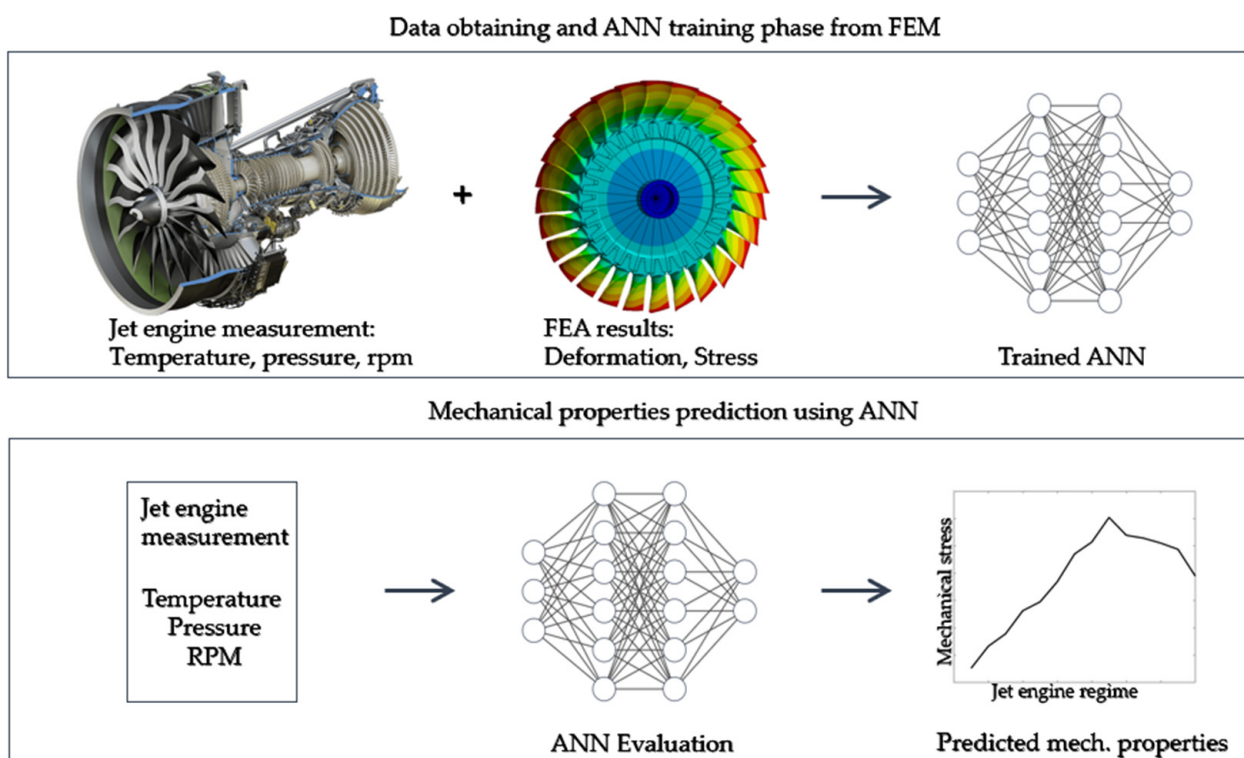 Data obtaining and ANN training phase from FEM
+
Jet engine measurement:
Temperature, pressure, rpm
FEA results:
Deformation, Stress
Trained ANN
Mechanical properties prediction using ANN
Jet engine
measurement
Temperature
Pressure
RPM
ANN Evaluation
Mechanical stress
Jet engine regime
Predicted mech. properties